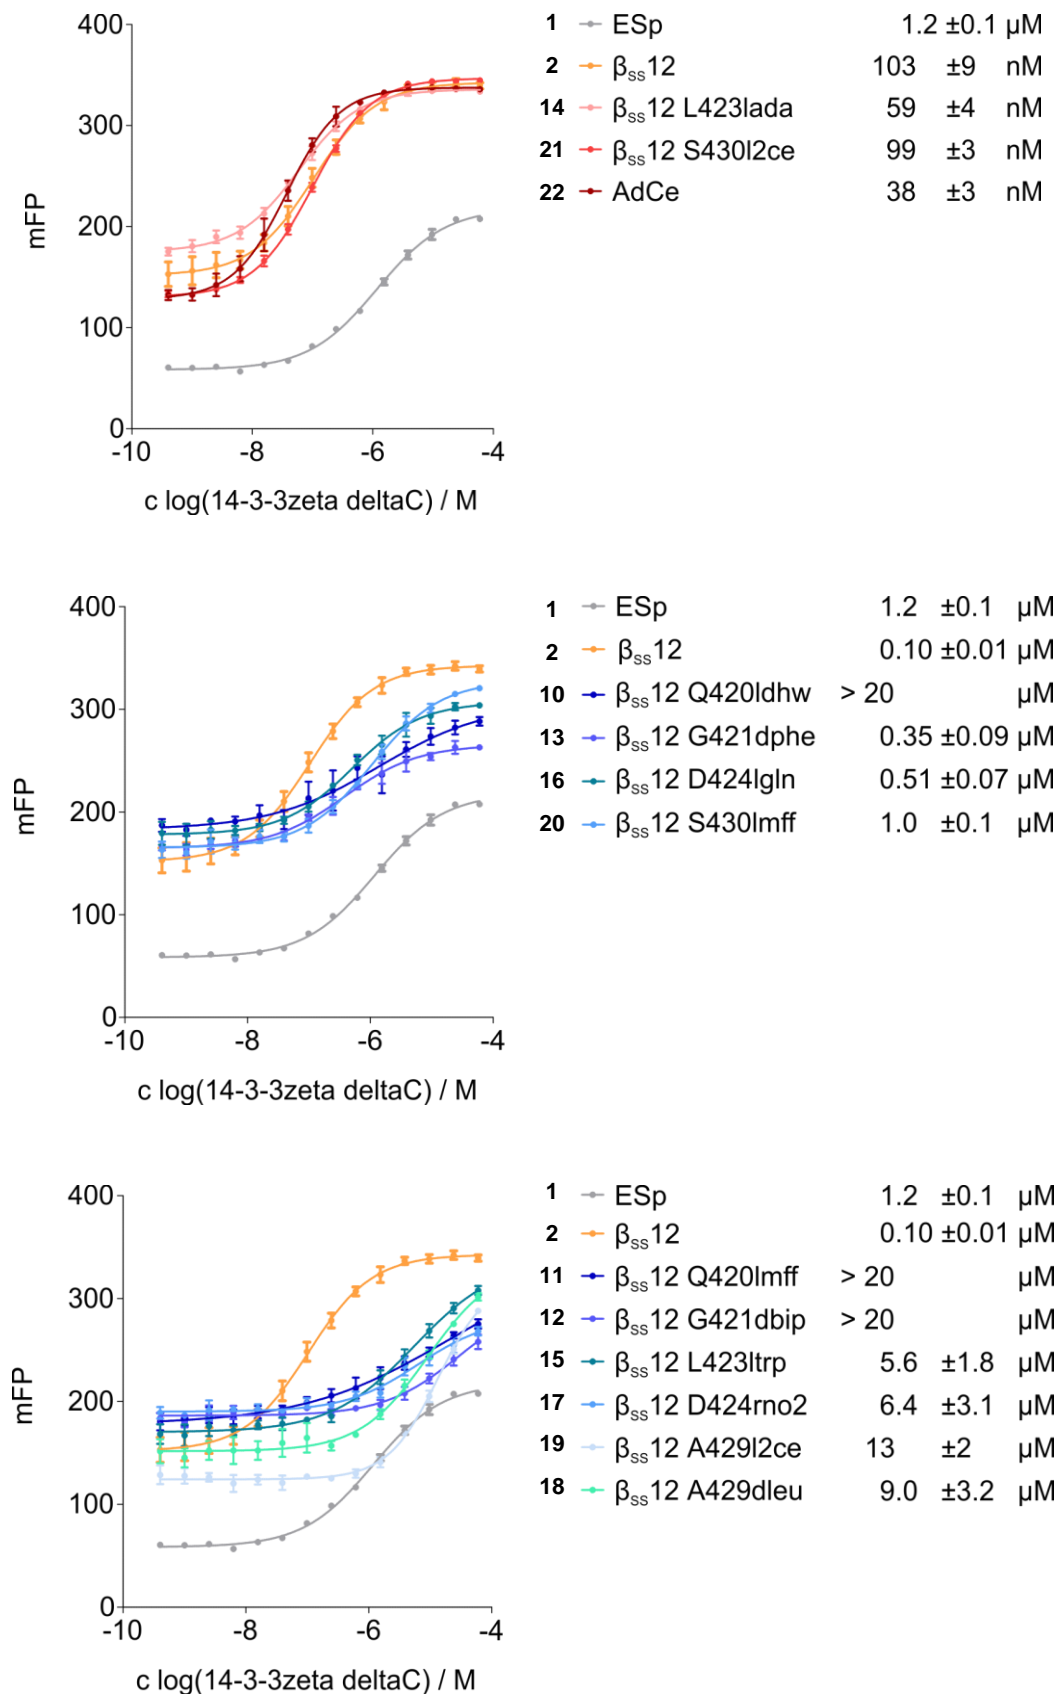 400
300
200
100
0
-10 -8 -6 -4
mFP
c log(14-3-3zeta deltaC) / M
1 ESp 1.2 ±0.1 µM
2 βss12 103 ±9 nM
14 βss12 L423lada 59 ±4 nM
21 βss12 S430l2ce 99 ±3 nM
22 AdCe 38 ±3 nM
400
300
200
100
0
-10 -8 -6 -4
mFP
c log(14-3-3zeta deltaC) / M
1 ESp 1.2 ±0.1 µM
2 βss12 0.10 ±0.01 µM
10 βss12 Q420ldhw > 20 µM
13 βss12 G421dphe 0.35 ±0.09 µM
16 βss12 D424lgln 0.51 ±0.07 µM
20 βss12 S430lmff 1.0 ±0.1 µM
400
300
200
100
0
-10 -8 -6 -4
mFP
c log(14-3-3zeta deltaC) / M
1 ESp 1.2 ±0.1 µM
2 βss12 0.10 ±0.01 µM
11 βss12 Q420lmff > 20 µM
12 βss12 G421dbip > 20 µM
15 βss12 L423ltrp 5.6 ±1.8 µM
17 βss12 D424rno2 6.4 ±3.1 µM
19 βss12 A429l2ce 13 ±2 µM
18 βss12 A429dleu 9.0 ±3.2 µM